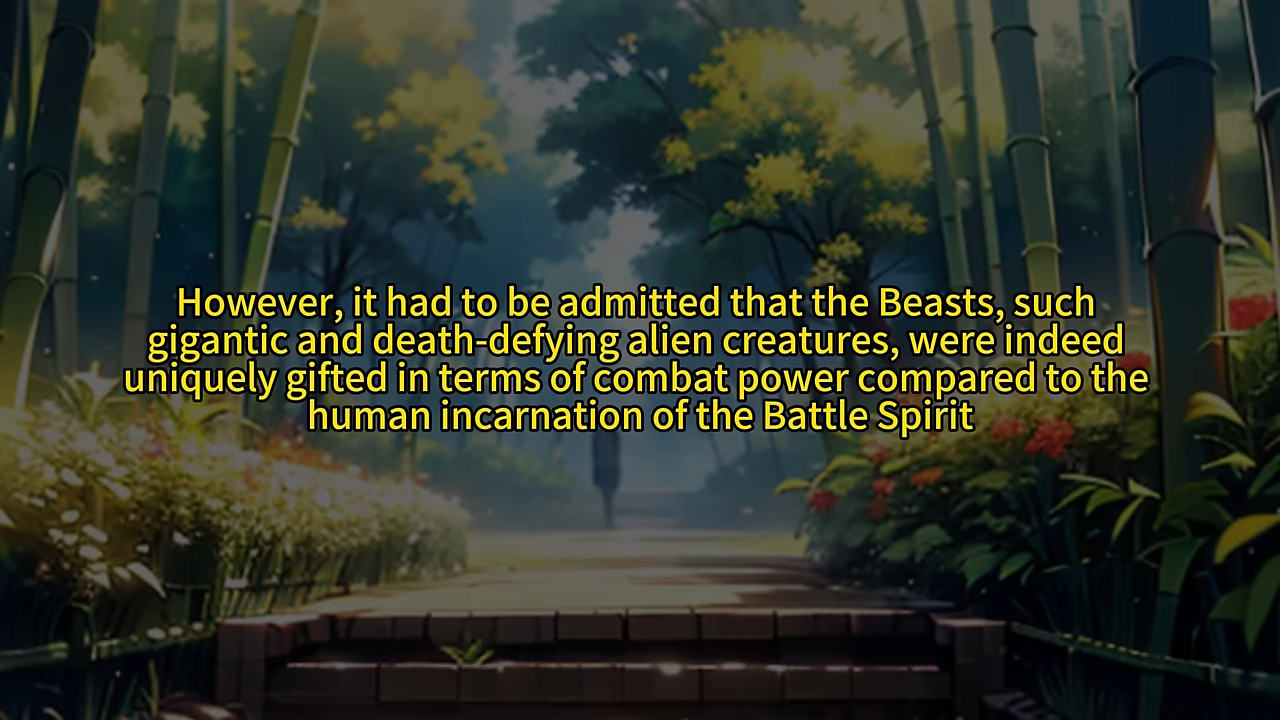 However, it had to be admitted that the Beasts, such
gigantic and death-defying alien creatures, were indeed
uniquely gifted in terms of combat power compared to the
human incarnation of the Battle Spirit